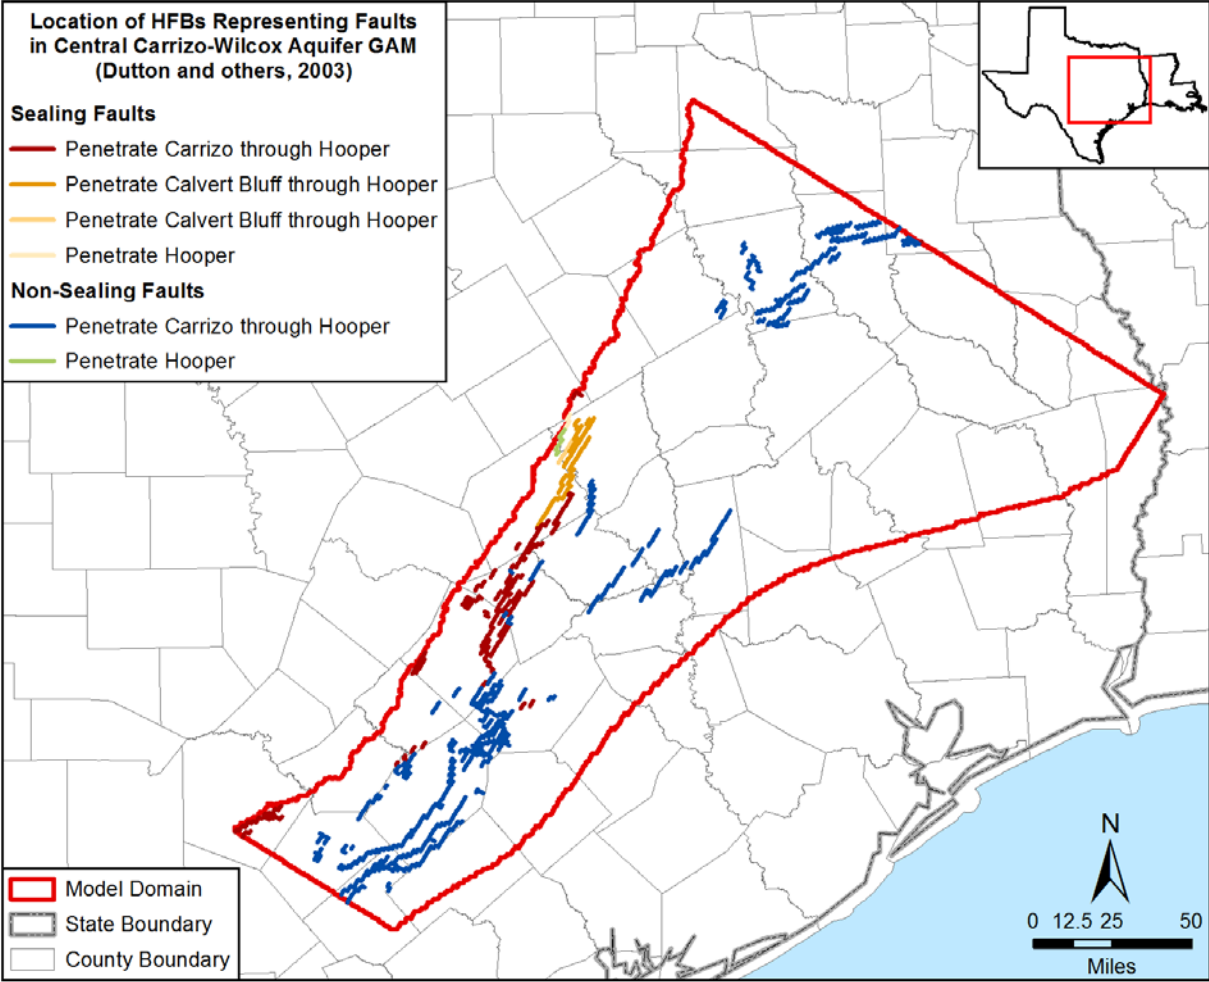 Location of HFBs Representing Faults
in Central Carrizo-Wilcox Aquifer GAM
(Dutton and others, 2003)
Sealing Faults
Penetrate Carrizo through Hooper
Penetrate Calvert Bluff through Hooper
Penetrate Calvert Bluff through Hooper
Penetrate Hooper
Non-Sealing Faults
Penetrate Carrizo through Hooper
Penetrate Hooper
Model Domain
State Boundary
County Boundary
N
0 12.5 25 50
Miles